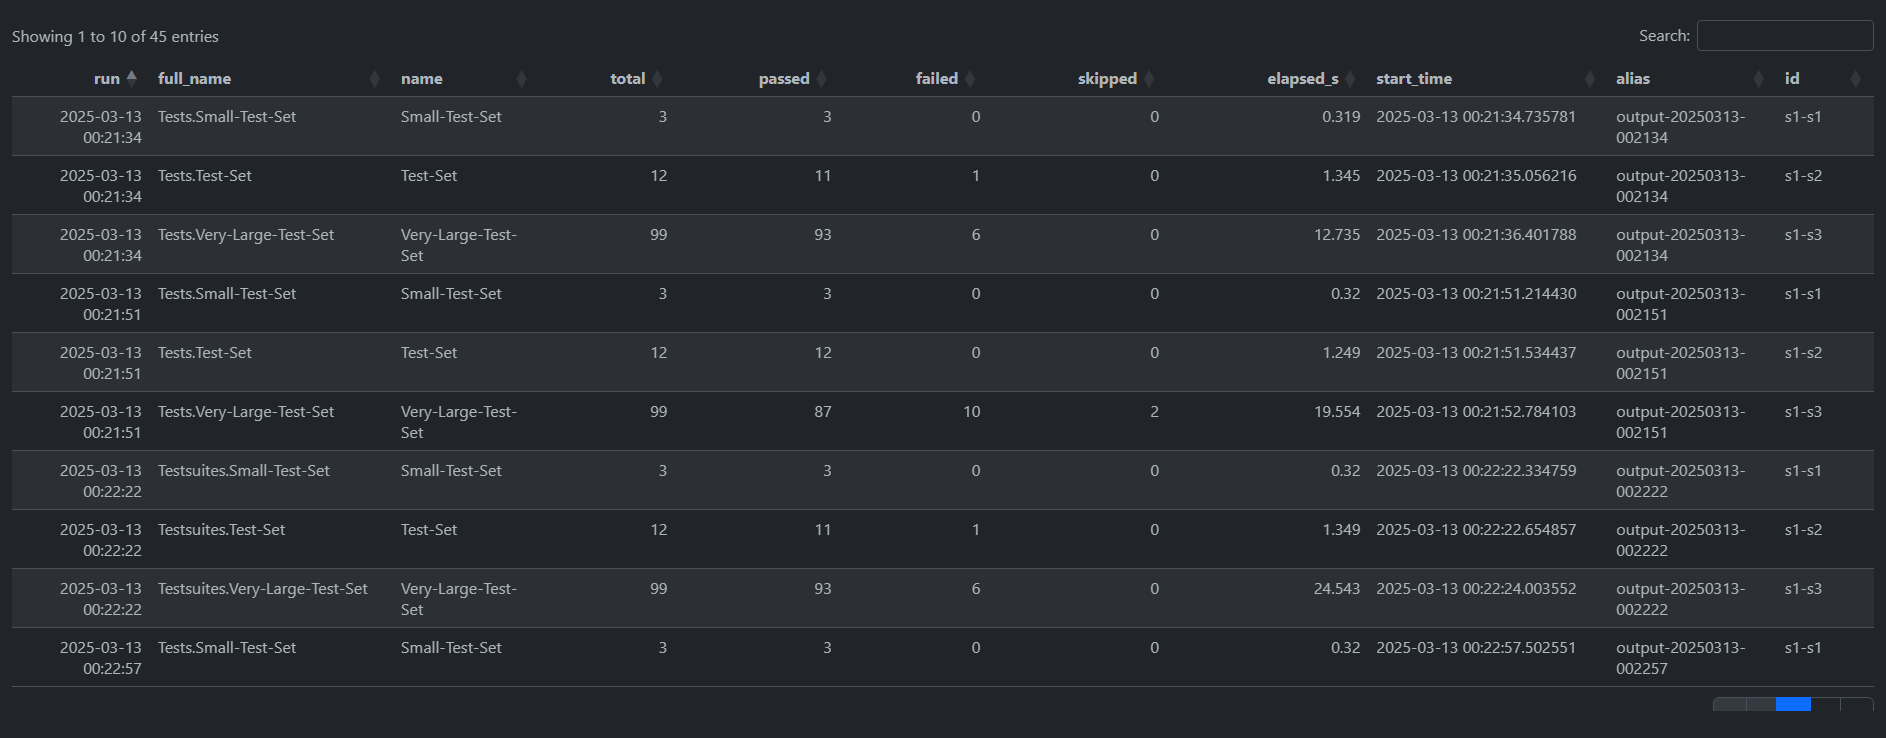 Showing 1 to 10 of 45 entries Search:
run full_name name total passed failed skipped elapsed_s start_time alias id
2025-03-13 Tests.Small-Test-Set Small-Test-Set 3 3 0 0 0.319 2025-03-13 00:21:34.735781 output-20250313- s1-s1
00:21:34 002134
2025-03-13 Tests.Test-Set Test-Set 12 11 1 0 1.345 2025-03-13 00:21:35.056216 output-20250313- s1-s2
00:21:34 002134
2025-03-13 Tests.Very-Large-Test-Set Very-Large-Test- 99 93 6 0 12.735 2025-03-13 00:21:36.401788 output-20250313- s1-s3
00:21:34 Set 002134
2025-03-13 Tests.Small-Test-Set Small-Test-Set 3 3 0 0 0.32 2025-03-13 00:21:51.214430 output-20250313- s1-s1
00:21:51 002151
2025-03-13 Tests.Test-Set Test-Set 12 12 0 0 1.249 2025-03-13 00:21:51.534437 output-20250313- s1-s2
00:21:51 002151
2025-03-13 Tests.Very-Large-Test-Set Very-Large-Test- 99 87 10 2 19.554 2025-03-13 00:21:52.784103 output-20250313- s1-s3
00:21:51 Set 002151
2025-03-13 Testsuites.Small-Test-Set Small-Test-Set 3 3 0 0 0.32 2025-03-13 00:22:22.334759 output-20250313- s1-s1
00:22:22 002222
2025-03-13 Testsuites.Test-Set Test-Set 12 11 1 0 1.349 2025-03-13 00:22:22.654857 output-20250313- s1-s2
00:22:22 002222
2025-03-13 Testsuites.Very-Large-Test-Set Very-Large-Test- 99 93 6 0 24.543 2025-03-13 00:22:24.003552 output-20250313- s1-s3
00:22:22 Set 002222
2025-03-13 Tests.Small-Test-Set Small-Test-Set 3 3 0 0 0.32 2025-03-13 00:22:57.502551 output-20250313- s1-s1
00:22:57 002257